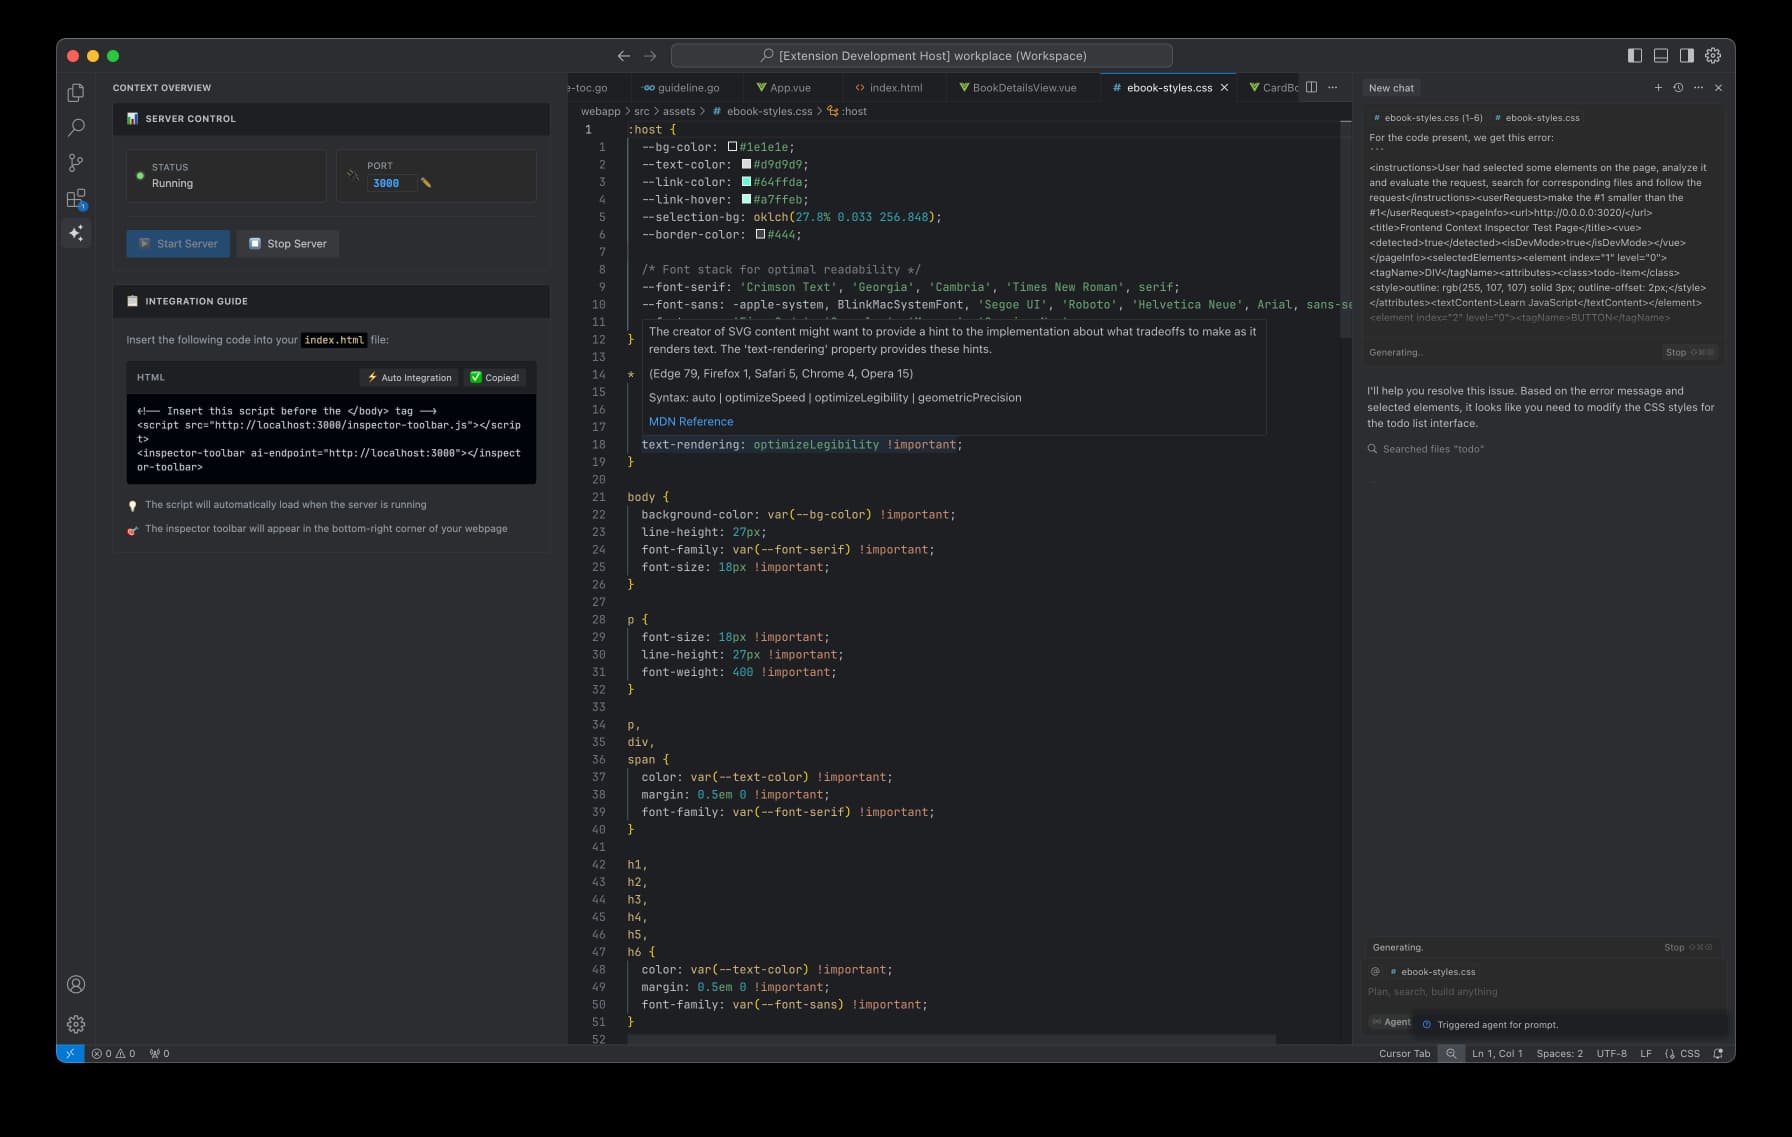 [Extension Development Host] workplace (Workspace)
CONTEXT OVERVIEW
SERVER CONTROL
STATUS
Running
PORT
3000
Start Server
Stop Server
INTEGRATION GUIDE
Insert the following code into your index.html file:
HTML
Auto Integration
Copied!
<!-- Insert this script before the </body> tag -->
<script src="http://localhost:3000/inspector-toolbar.js"></scrip
t>
<inspector-toolbar ai-endpoint="http://localhost:3000"></inspect
or-toolbar>
The script will automatically load when the server is running
The inspector toolbar will appear in the bottom-right corner of your webpage
1
0 0 0
e-toc.go guideline.go App.vue index.html BookDetailsView.vue # ebook-styles.css CardBo
webapp > src > assets > # ebook-styles.css > :host
1 :host {
1 --bg-color: #1e1e1e;
2 --text-color: #d9d9d9;
3 --link-color: #64ffda;
4 --link-hover: #a7ffeb;
5 --selection-bg: oklch(27.8% 0.033 256.848);
6 --border-color: #444;
7
8 /* Font stack for optimal readability */
9 --font-serif: 'Crimson Text', 'Georgia', 'Cambria', 'Times New Roman', serif;
10 --font-sans: -apple-system, BlinkMacSystemFont, 'Segoe UI', 'Roboto', 'Helvetica Neue', Arial, sans-se
11
The creator of SVG content might want to provide a hint to the implementation about what tradeoffs to make as it
12 }
renders text. The 'text-rendering' property provides these hints.
13
14 *
(Edge 79, Firefox 1, Safari 5, Chrome 4, Opera 15)
15
Syntax: auto | optimizeSpeed | optimizeLegibility | geometricPrecision
16
MDN Reference
17
18 text-rendering: optimizeLegibility !important;
19 }
20
21 body {
22 background-color: var(--bg-color) !important;
23 line-height: 27px;
24 font-family: var(--font-serif) !important;
25 font-size: 18px !important;
26 }
27
28 p {
29 font-size: 18px !important;
30 line-height: 27px !important;
31 font-weight: 400 !important;
32 }
33
34 p,
35 div,
36 span {
37 color: var(--text-color) !important;
38 margin: 0.5em 0 !important;
39 font-family: var(--font-serif) !important;
40 }
41
42 h1,
43 h2,
44 h3,
45 h4,
46 h5,
47 h6 {
48 color: var(--text-color) !important;
49 margin: 0.5em 0 !important;
50 font-family: var(--font-sans) !important;
51 }
52
New chat
# ebook-styles.css (1-6) # ebook-styles.css
For the code present, we get this error:
```
<instructions>User had selected some elements on the page, analyze it
and evaluate the request, search for corresponding files and follow the
request</instructions><userRequest>make the #1 smaller than the
#1</userRequest><pageInfo><url>http://0.0.0.0:3020/</url>
<title>Frontend Context Inspector Test Page</title><vue>
<detected>true</detected><isDevMode>true</isDevMode></vue>
</pageInfo><selectedElements><element index="1" level="0">
<tagName>DIV</tagName><attributes><class>todo-item</class>
<style>outline: rgb(255, 107, 107) solid 3px; outline-offset: 2px;</style>
</attributes><textContent>Learn JavaScript</textContent></element>
<element index="2" level="0"><tagName>BUTTON</tagName>
Generating..
Stop
I'll help you resolve this issue. Based on the error message and
selected elements, it looks like you need to modify the CSS styles for
the todo list interface.
Searched files "todo"
Generating.
Stop
@ # ebook-styles.css
Plan, search, build anything
Agent
Triggered agent for prompt.
Cursor Tab Ln 1, Col 1 Spaces: 2 UTF-8 LF CSS